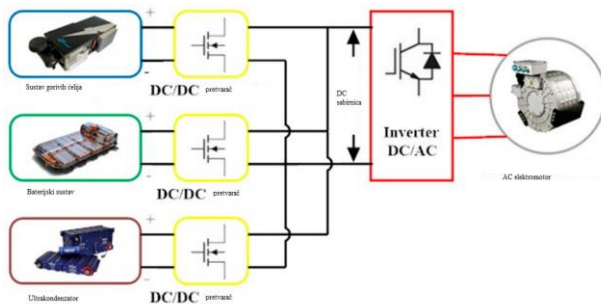 +
-
Sustav gorivih ćelija
DC/DC pretvarač
+
-
Baterijski sustav
DC/DC pretvarač
+
-
Ultrakondenzator
DC/DC pretvarač
DC
sabirnica
Inverter
DC/AC
AC elektromotor